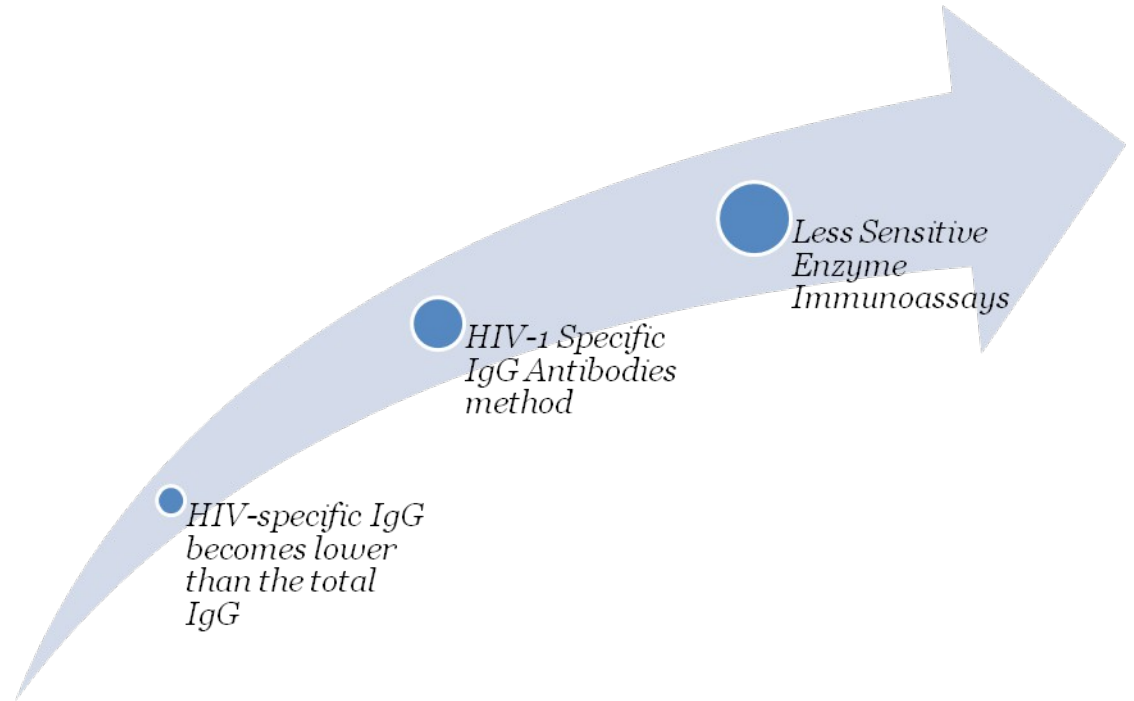 Less Sensitive
Enzyme
Immunoassays
HIV-1 Specific
IgG Antibodies
method
HIV-specific IgG
becomes lower
than the total
IgG